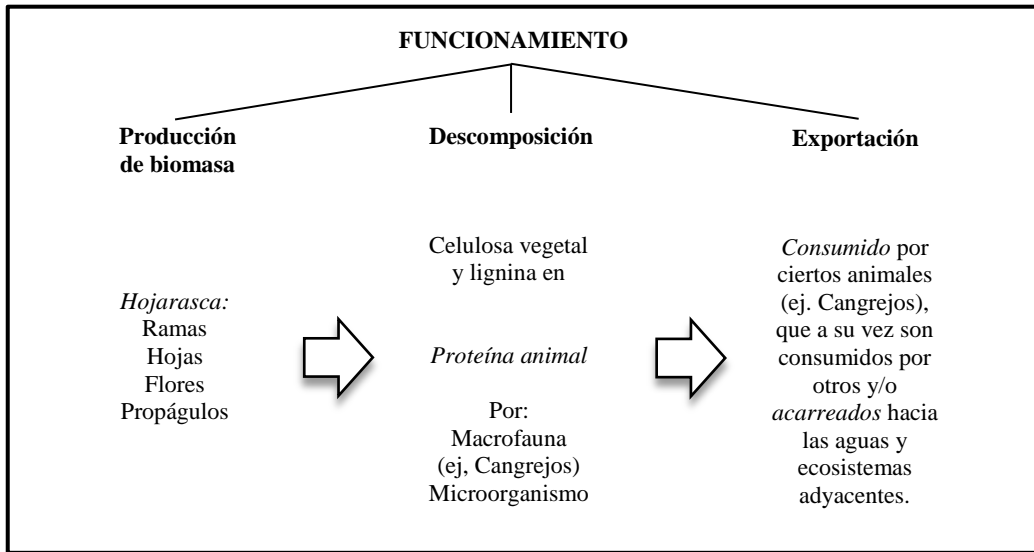 FUNCIONAMIENTO
Producción
de biomasa
Hojarasca:
Ramas
Hojas
Flores
Propágulos
Descomposición
Celulosa vegetal
y lignina en
Proteína animal
Por:
Macrofauna
(ej, Cangrejos)
Microorganismo
Exportación
Consumido por
ciertos animales
(ej. Cangrejos),
que a su vez son
consumidos por
otros y/o
acarreados hacia
las aguas y
ecosistemas
adyacentes.